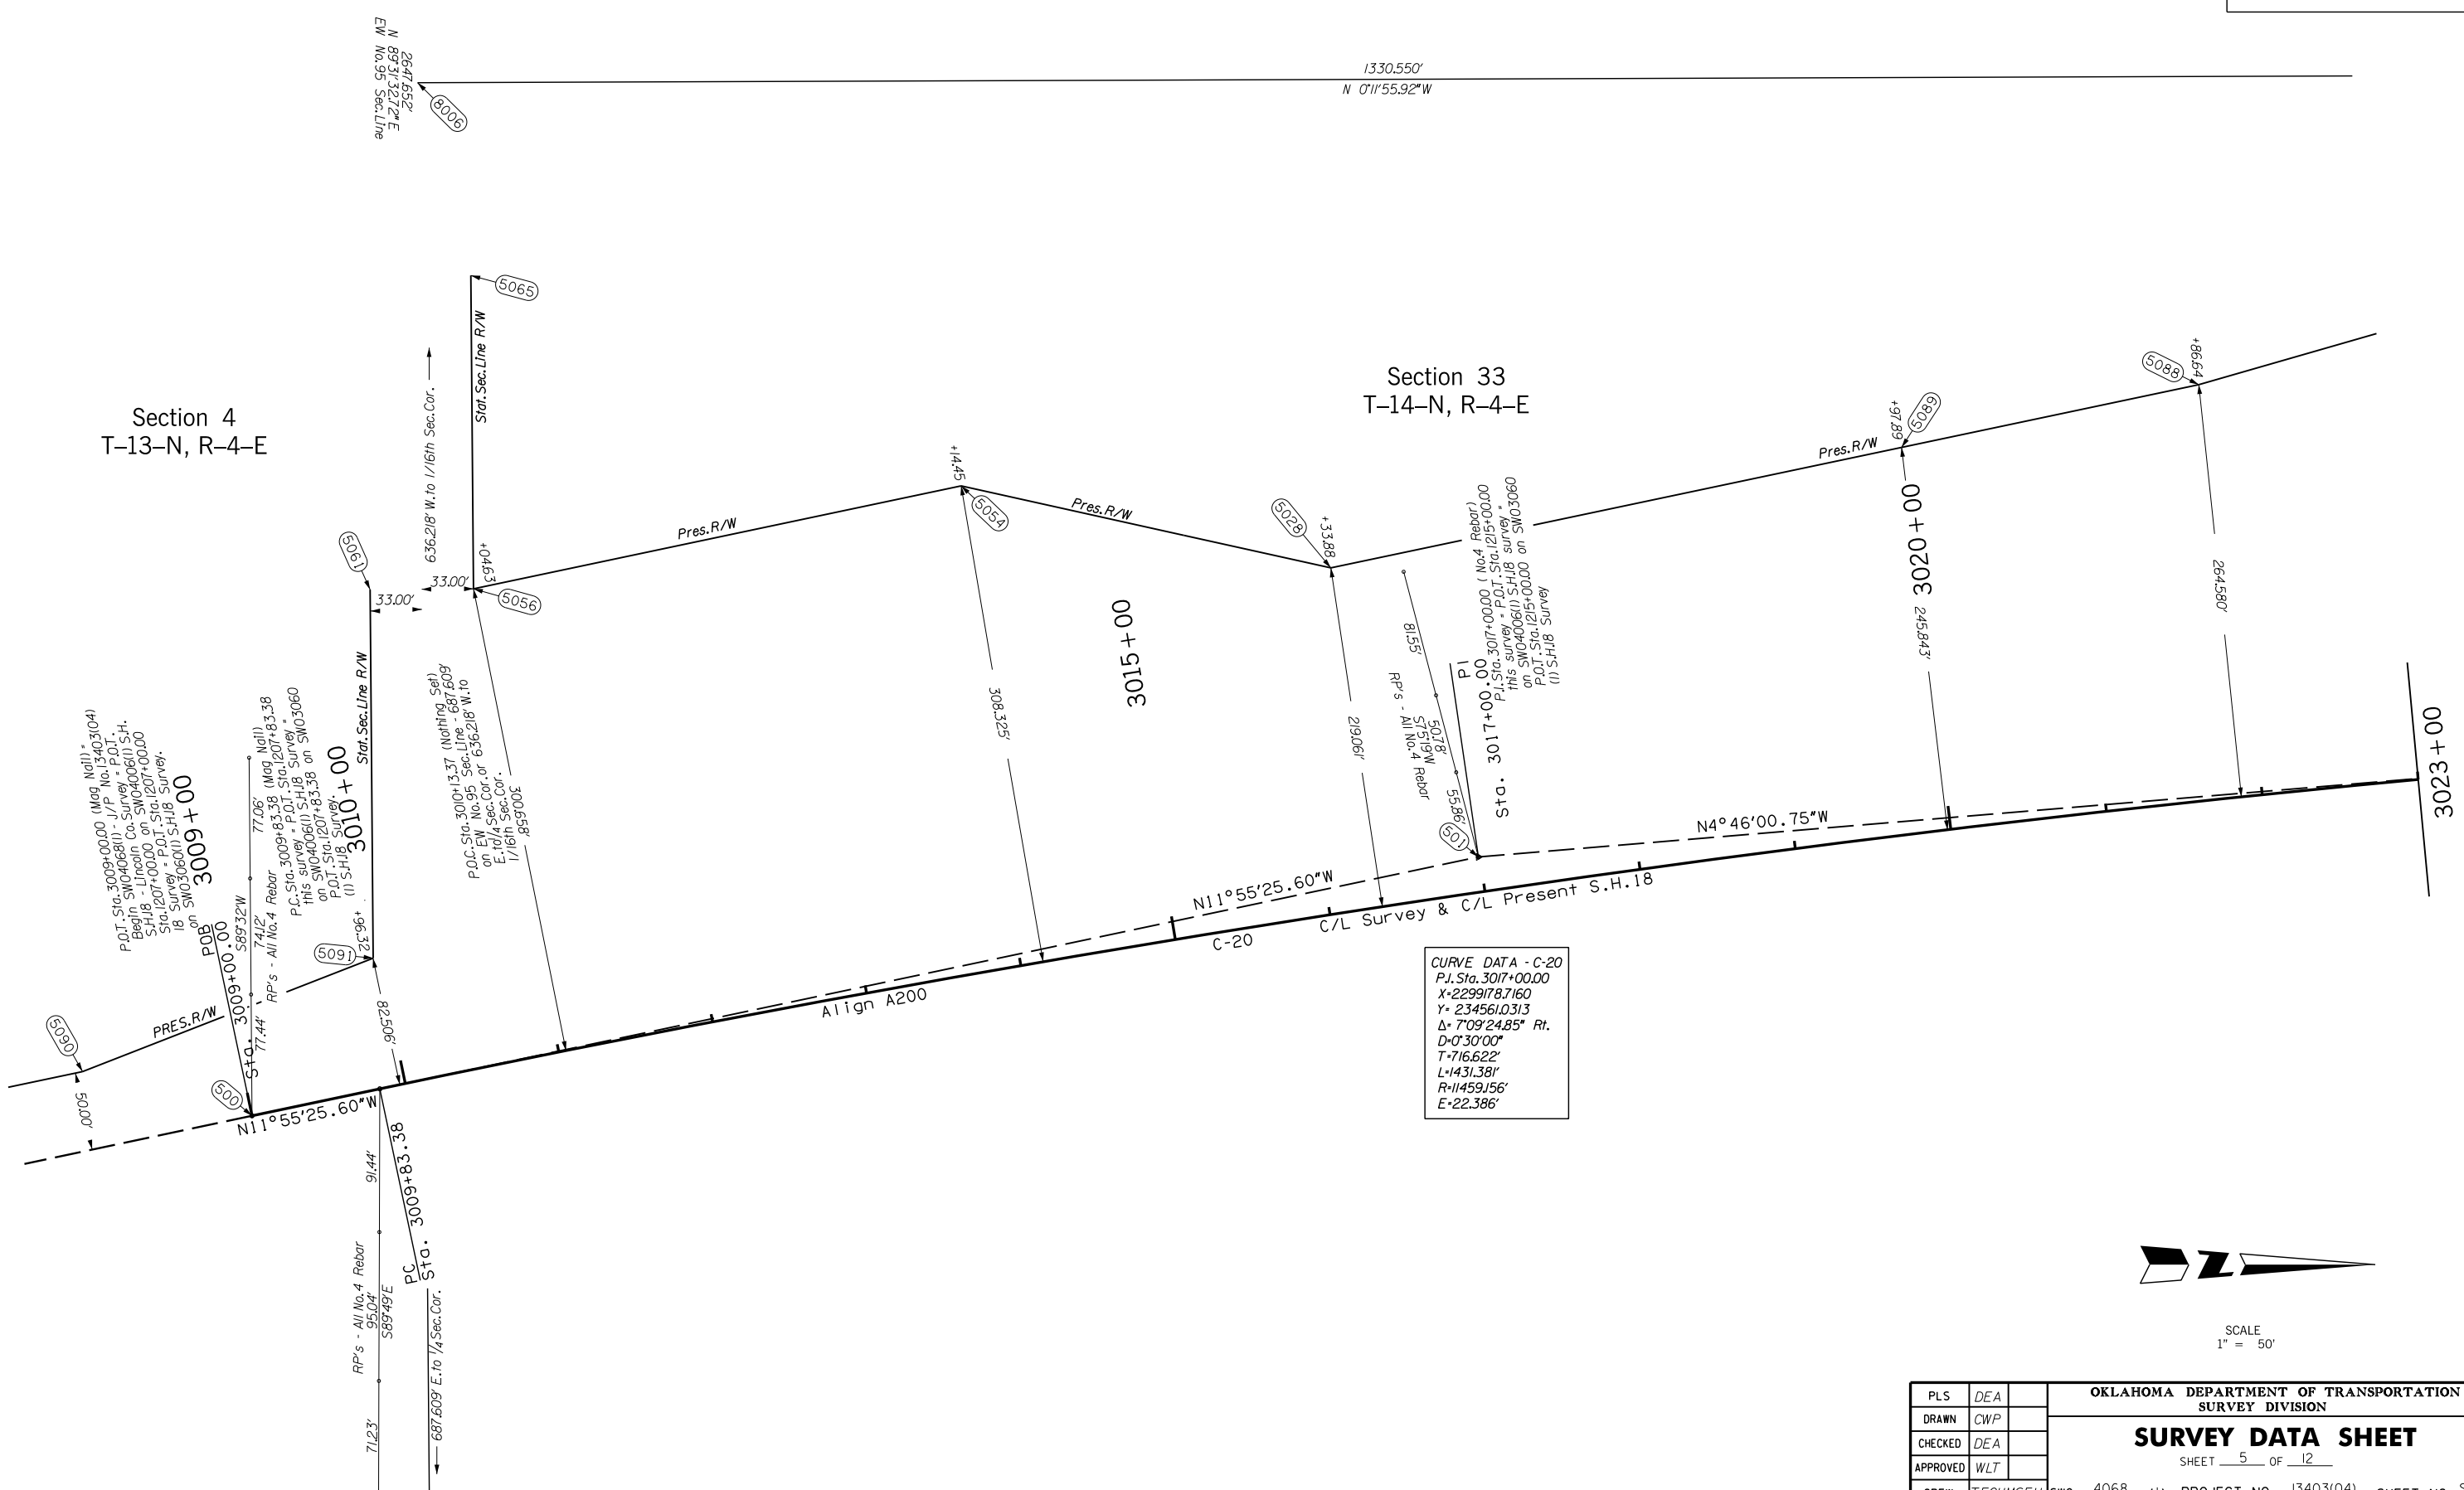 2647.652'
N 89°31'32.72" E
EW No.95 Sec.Line
8006
1330.550'
N 0°11'55.92" W
5065
Stat.Sec.Line R/W
636.218' W.to 1/16th Sec.Cor.
Section 4
T–13–N, R–4–E
Section 33
T–14–N, R–4–E
5061
33.00'
33.00'
+04.63
5056
Pres.R/W
+14.45
5054
Pres.R/W
5028
+33.88
Pres.R/W
+97.89
5089
5088
+86.64
P.O.T. Sta.3009+00.00 (Mag Nail) =
Begin SW04068(1) - J/P No.13403(04)
S.H.18 - Lincoln Co.Survey = P.O.T.
Sta.1207+00.00 on SW04006(1) S.H.
18 Survey = P.O.T. Sta.1207+00.00
on SW03060(1) S.H.18 Survey.
3009+00
POB
Sta. 3009+00.00
77.06'
S89°32'W
74.12'
77.44'
RP's - All No.4 Rebar
P.C. Sta.3009+83.38 (Mag Nail)
this survey = P.O.T. Sta.1207+83.38
on SW04006(1) S.H.18 Survey =
P.O.T. Sta.1207+83.38 on SW03060
(1) S.H.18 Survey.
3010+00
Stat.Sec.Line R/W
+96.32
5091
82.506'
P.O.C. Sta.3010+13.37 (Nothing Set)
on EW No.95 Sec.Line - 687.609'
E.to1/4Sec.Cor.or 636.218' W.to
1/16th Sec.Cor.
300.658'
308.325'
3015+00
219.061'
81.55'
50.78'
S75°19'W
55.86'
RP's - All No.4 Rebar
501
PI
Sta. 3017+00.00
P.I. Sta.3017+00.00 ( No.4 Rebar)
this survey = P.O.T. Sta.1215+00.00
on SW04006(1) S.H.18 survey =
P.O.T. Sta.1215+00.00 on SW03060
(1) S.H.18 Survey
3020+00
245.843'
264.580'
3023+00
5090
PRES.R/W
50.00'
500
N11°55'25.60"W
Align A200
C-20
N11°55'25.60"W
N4°46'00.75"W
C/L Survey & C/L Present S.H.18
CURVE DATA - C-20
P.I. Sta. 3017+00.00
X=2299178.7160
Y= 234561.0313
Δ= 7°09'24.85" Rt.
D=0°30'00"
T=716.622'
L=1431.381'
R=11459.156'
E=22.386'
91.44'
RP's - All No.4 Rebar
95.04'
S89°49'E
71.23'
PC
Sta. 3009+83.38
687.609' E.to 1/4 Sec.Cor.
SCALE
1" = 50'
PLS DEA
DRAWN CWP
CHECKED DEA
APPROVED WLT
OKLAHOMA DEPARTMENT OF TRANSPORTATION
SURVEY DIVISION
SURVEY DATA SHEET
SHEET 5 OF 12
4068
PROJECT NO. 13403(04)